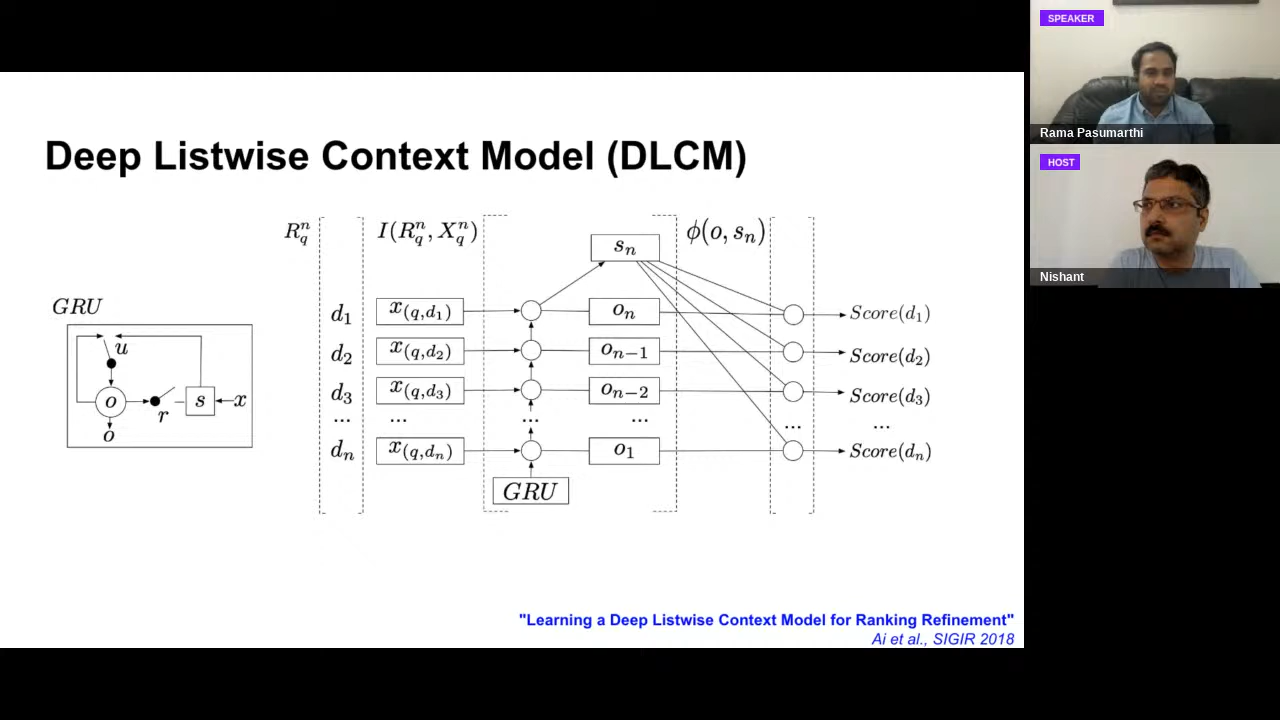 SPEAKER
Rama Pasumarthi
HOST
Nishant
Deep Listwise Context Model (DLCM)
R_q^n
I(R_q^n, X_q^n)
s_n
ϕ(o, s_n)
GRU
u
o
r
s
x
o
d_1 x_(q,d_1) o_n Score(d_1)
d_2 x_(q,d_2) o_{n-1} Score(d_2)
d_3 x_(q,d_3) o_{n-2} Score(d_3)
... ... ... ... ... ...
d_n x_(q,d_n) o_1 Score(d_n)
GRU
"Learning a Deep Listwise Context Model for Ranking Refinement"
Ai et al., SIGIR 2018